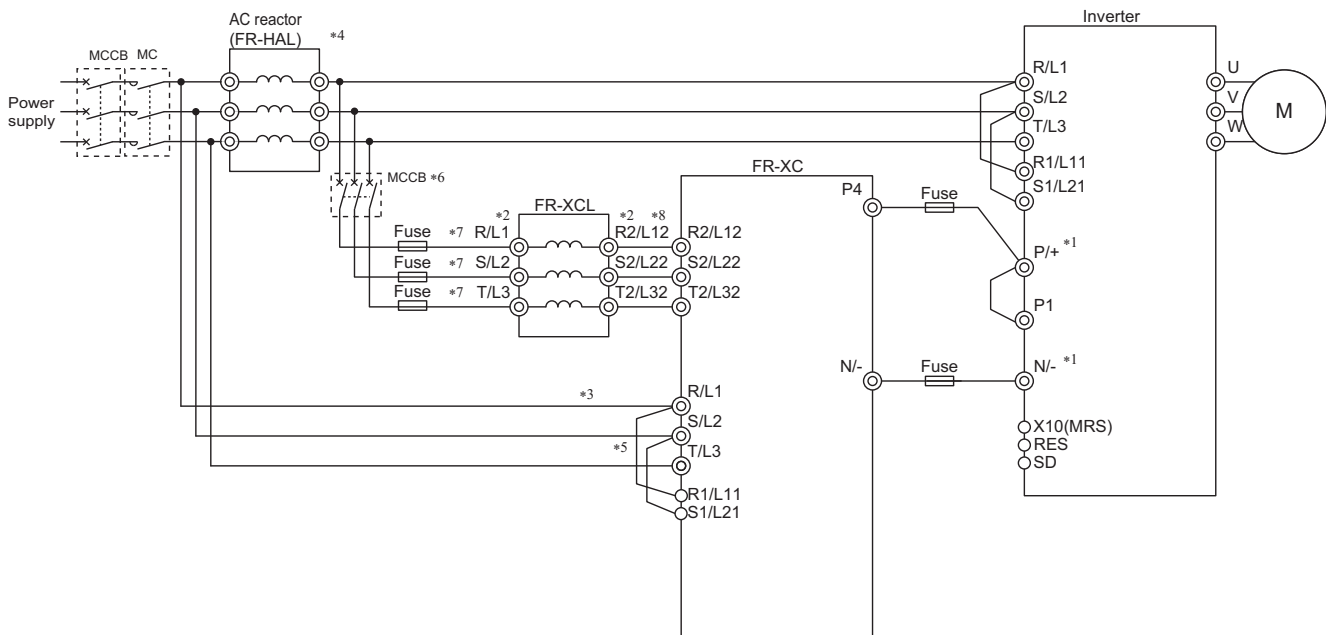 AC reactor
(FR-HAL) *4
Inverter
MCCB MC
Power
supply
R/L1
S/L2
T/L3
R1/L11
S1/L21
U
V
W
M
MCCB *6
FR-XC
P4
Fuse
FR-XCL
*2 *2 *8
Fuse *7 R/L1 R2/L12 R2/L12
Fuse *7 S/L2 S2/L22 S2/L22
Fuse *7 T/L3 T2/L32 T2/L32
P/+ *1
P1
N/- Fuse N/- *1
*3 R/L1
S/L2
*5 T/L3
R1/L11
S1/L21
X10(MRS)
RES
SD